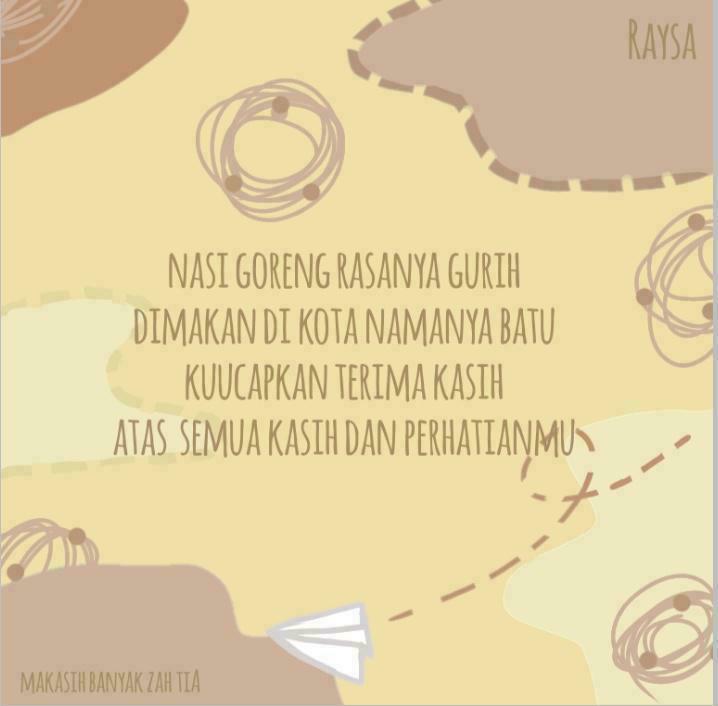 RAYSA
NASI GORENG RASANYA GURIH
DIMAKAN DI KOTA NAMANYA BATU
KUUCAPKAN TERIMA KASIH
ATAS SEMUA KASIH DAN PERHATIANMU
MAKASIH BANYAK ZAH TIA